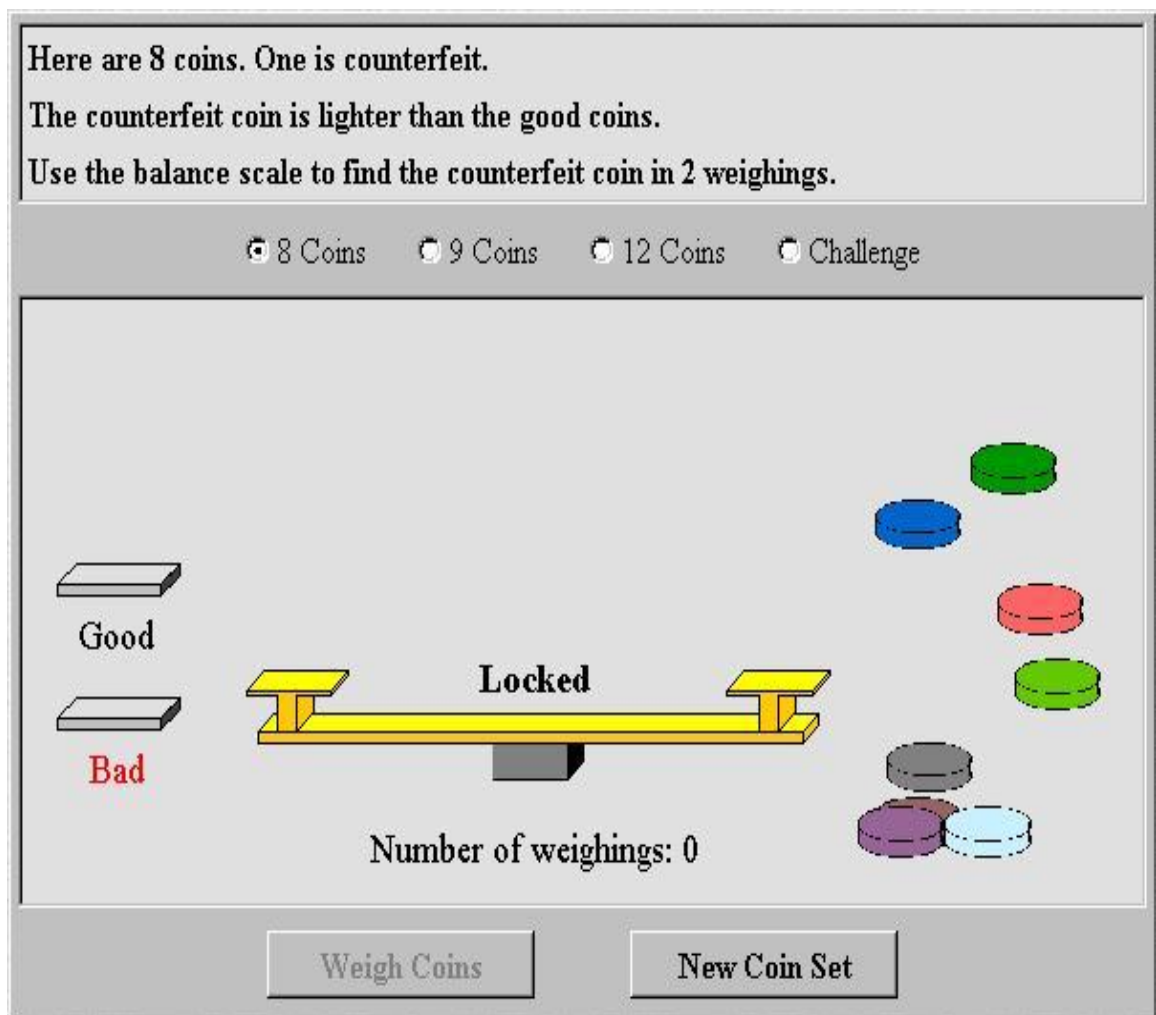 Here are 8 coins. One is counterfeit.
The counterfeit coin is lighter than the good coins.
Use the balance scale to find the counterfeit coin in 2 weighings.
8 Coins 9 Coins 12 Coins Challenge
Good
Locked
Bad
Number of weighings: 0
Weigh Coins New Coin Set